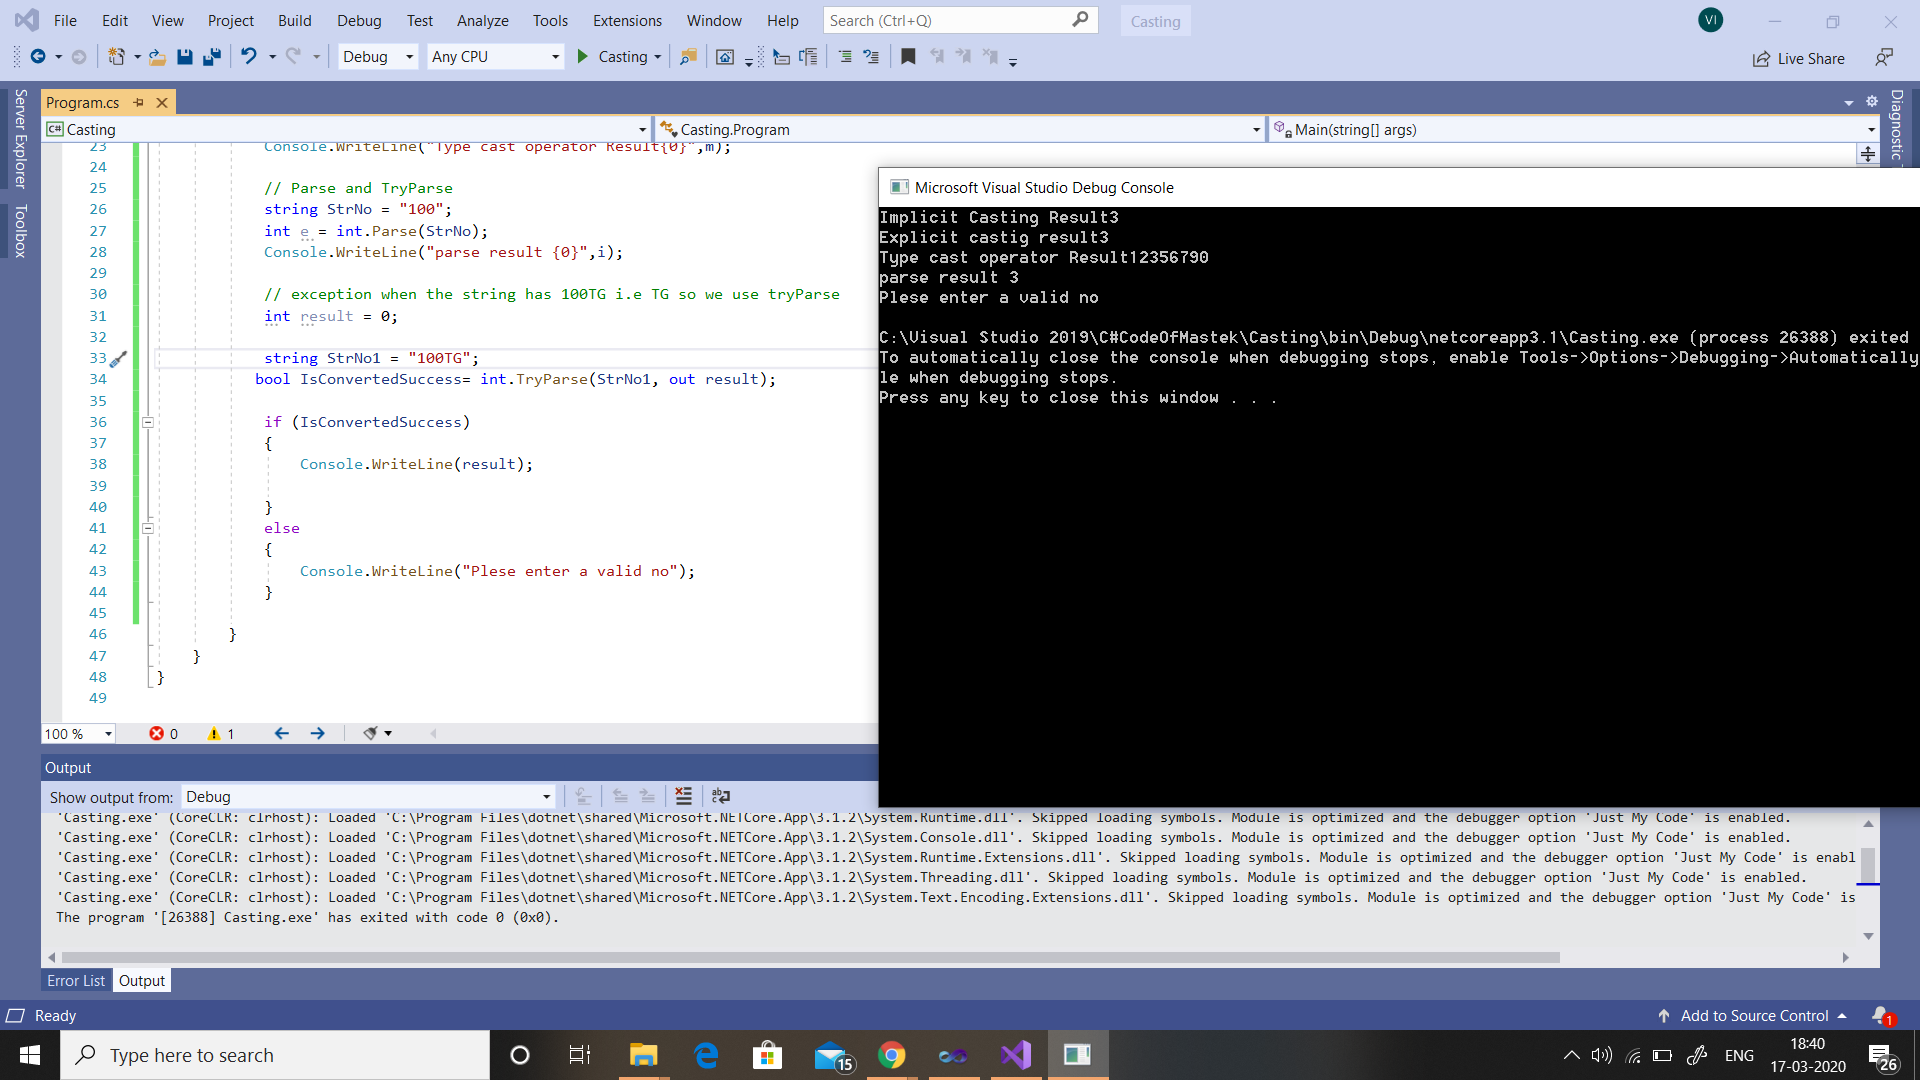 File Edit View Project Build Debug Test Analyze Tools Extensions Window Help Search (Ctrl+Q) Casting VI
Debug Any CPU Casting Live Share
Server Explorer
Toolbox
Diagnostic
Program.cs
C# Casting Casting.Program Main(string[] args)
23 Console.WriteLine("Type cast operator Result{0}",m);
24
25 // Parse and TryParse
26 string StrNo = "100";
27 int e = int.Parse(StrNo);
28 Console.WriteLine("parse result {0}",i);
29
30 // exception when the string has 100TG i.e TG so we use tryParse
31 int result = 0;
32
33 string StrNo1 = "100TG";
34 bool IsConvertedSuccess= int.TryParse(StrNo1, out result);
35
36 if (IsConvertedSuccess)
37 {
38 Console.WriteLine(result);
39
40 }
41 else
42 {
43 Console.WriteLine("Plese enter a valid no");
44 }
45
46 }
47 }
48 }
49
100 % 0 1
Microsoft Visual Studio Debug Console
Implicit Casting Result3
Explicit castig result3
Type cast operator Result12356790
parse result 3
Plese enter a valid no
C:\Visual Studio 2019\C#CodeOfMastek\Casting\bin\Debug\netcoreapp3.1\Casting.exe (process 26388) exited
To automatically close the console when debugging stops, enable Tools->Options->Debugging->Automatically
le when debugging stops.
Press any key to close this window . . .
Output
Show output from: Debug
'Casting.exe' (CoreCLR: clrhost): Loaded 'C:\Program Files\dotnet\shared\Microsoft.NETCore.App\3.1.2\System.Runtime.dll'. Skipped loading symbols. Module is optimized and the debugger option 'Just My Code' is enabled.
'Casting.exe' (CoreCLR: clrhost): Loaded 'C:\Program Files\dotnet\shared\Microsoft.NETCore.App\3.1.2\System.Console.dll'. Skipped loading symbols. Module is optimized and the debugger option 'Just My Code' is enabled.
'Casting.exe' (CoreCLR: clrhost): Loaded 'C:\Program Files\dotnet\shared\Microsoft.NETCore.App\3.1.2\System.Runtime.Extensions.dll'. Skipped loading symbols. Module is optimized and the debugger option 'Just My Code' is enabl
'Casting.exe' (CoreCLR: clrhost): Loaded 'C:\Program Files\dotnet\shared\Microsoft.NETCore.App\3.1.2\System.Threading.dll'. Skipped loading symbols. Module is optimized and the debugger option 'Just My Code' is enabled.
'Casting.exe' (CoreCLR: clrhost): Loaded 'C:\Program Files\dotnet\shared\Microsoft.NETCore.App\3.1.2\System.Text.Encoding.Extensions.dll'. Skipped loading symbols. Module is optimized and the debugger option 'Just My Code' is
The program '[26388] Casting.exe' has exited with code 0 (0x0).
Error List Output
Ready Add to Source Control 1
Type here to search 15 ENG 18:40 26
17-03-2020